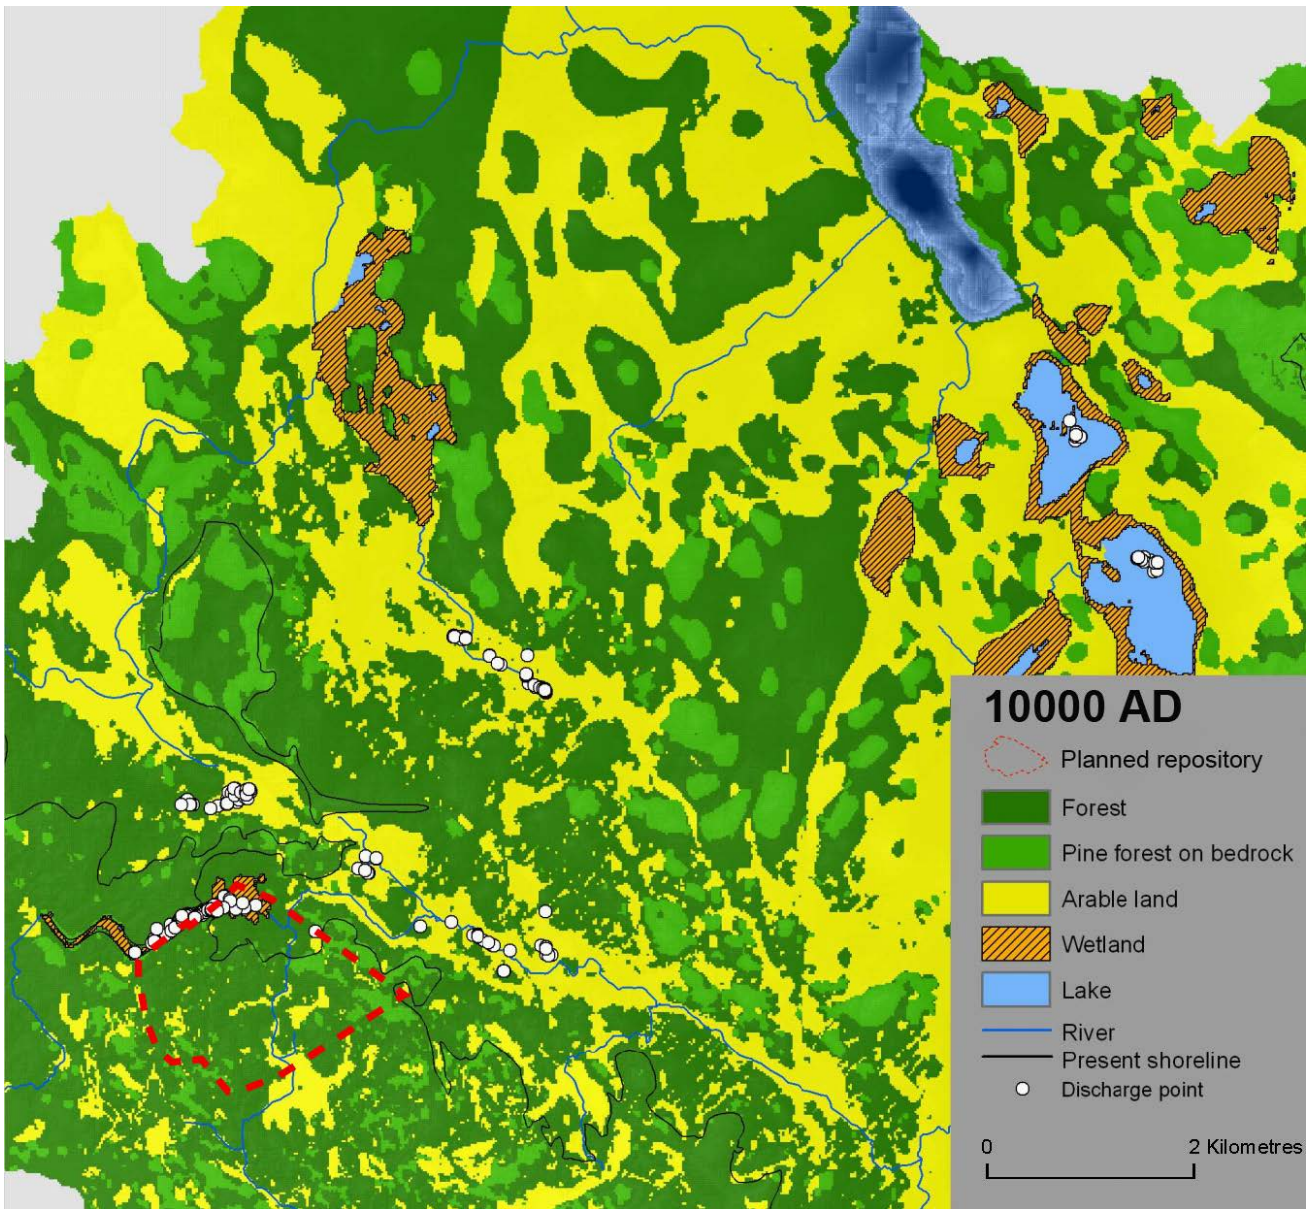 10000 AD
Planned repository
Forest
Pine forest on bedrock
Arable land
Wetland
Lake
River
Present shoreline
Discharge point
0 2 Kilometres